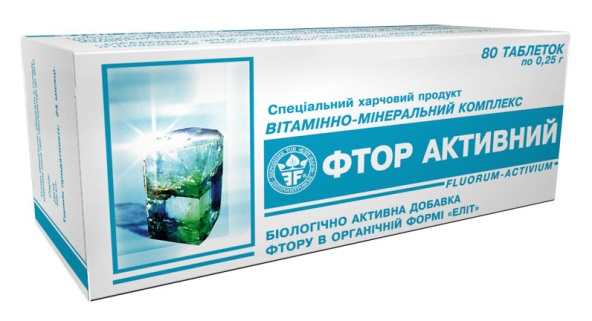 80 ТАБЛЕТОК
по 0,25 г
Спеціальний харчовий продукт
ВІТАМІННО-МІНЕРАЛЬНИЙ КОМПЛЕКС
ФТОР АКТИВНИЙ
FLUORUM-ACTIVIUM
БІОЛОГІЧНО АКТИВНА ДОБАВКА
ФТОРУ В ОРГАНІЧНІЙ ФОРМІ «ЕЛІТ»